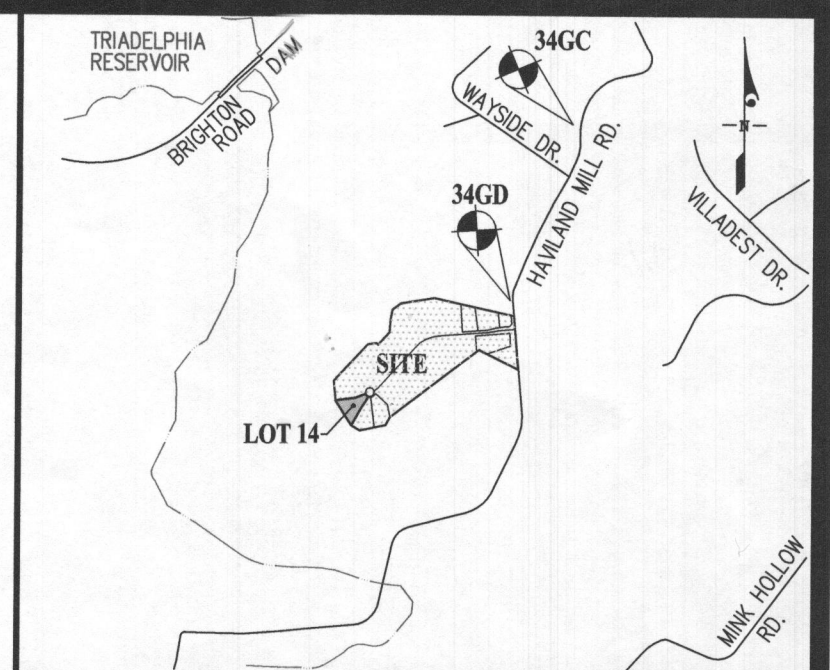 TRIADELPHIA
RESERVOIR
BRIGHTON DAM
ROAD
34GC
WAYSIDE DR.
HAVILAND MILL RD.
N
34GD
VILLADEST DR.
SITE
LOT 14
MINK HOLLOW
RD.